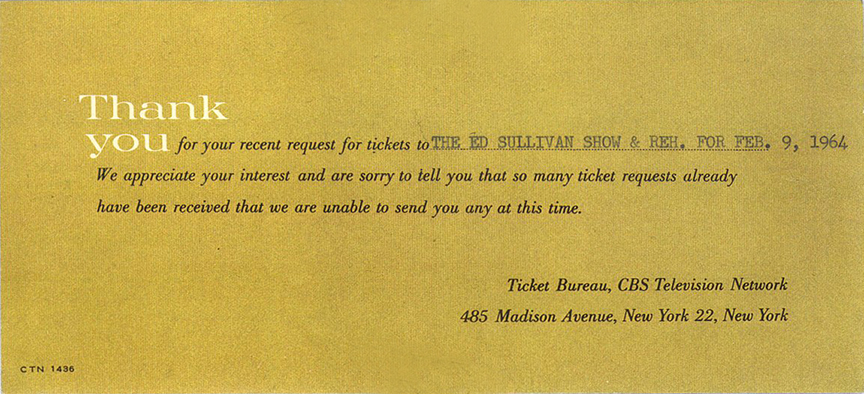 Thank
you for your recent request for tickets to THE ED SULLIVAN SHOW & REH. FOR FEB. 9, 1964
We appreciate your interest and are sorry to tell you that so many ticket requests already
have been received that we are unable to send you any at this time.
Ticket Bureau, CBS Television Network
485 Madison Avenue, New York 22, New York
CTN 1436